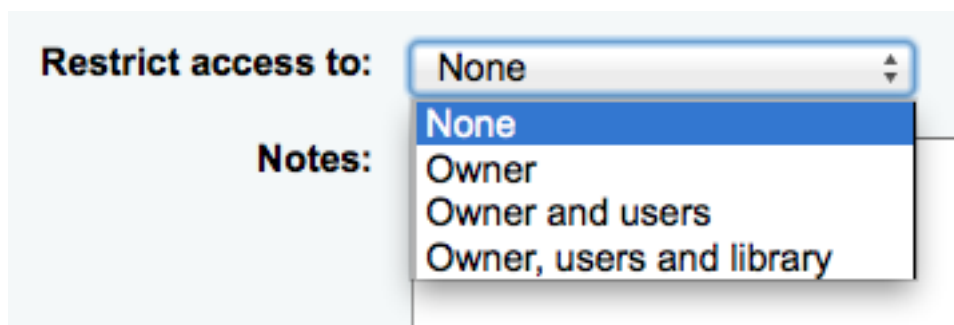 Restrict access to: None
None
Notes:
Owner
Owner and users
Owner, users and library